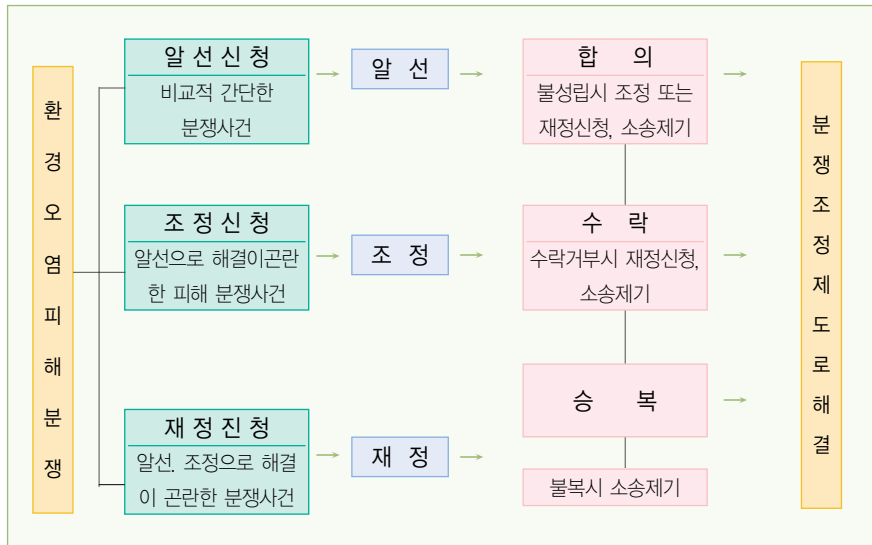 환경오염피해분쟁
알 선 신 청
비교적 간단한
분쟁사건
알 선
합 의
불성립시 조정 또는
재정신청, 소송제기
조 정 신 청
알선으로 해결이곤란
한 피해 분쟁사건
조 정
수 락
수락거부시 재정신청,
소송제기
재 정 진 청
알선. 조정으로 해결
이 곤란한 분쟁사건
재 정
승 복
불복시 소송제기
분쟁조정제도로해결